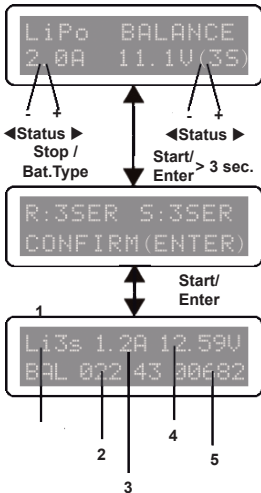 LiPo BALANCE
2.0A 11.1V(3S)
- + - +
◀Status ▶ ◀Status ▶
Stop /
Bat.Type
Start/
Enter > 3 sec.
R:3SER S:3SER
CONFIRM(ENTER)
Start/
Enter
1
Li3s 1.2A 12.59V
BAL 022 43 00682
2
3
4
5